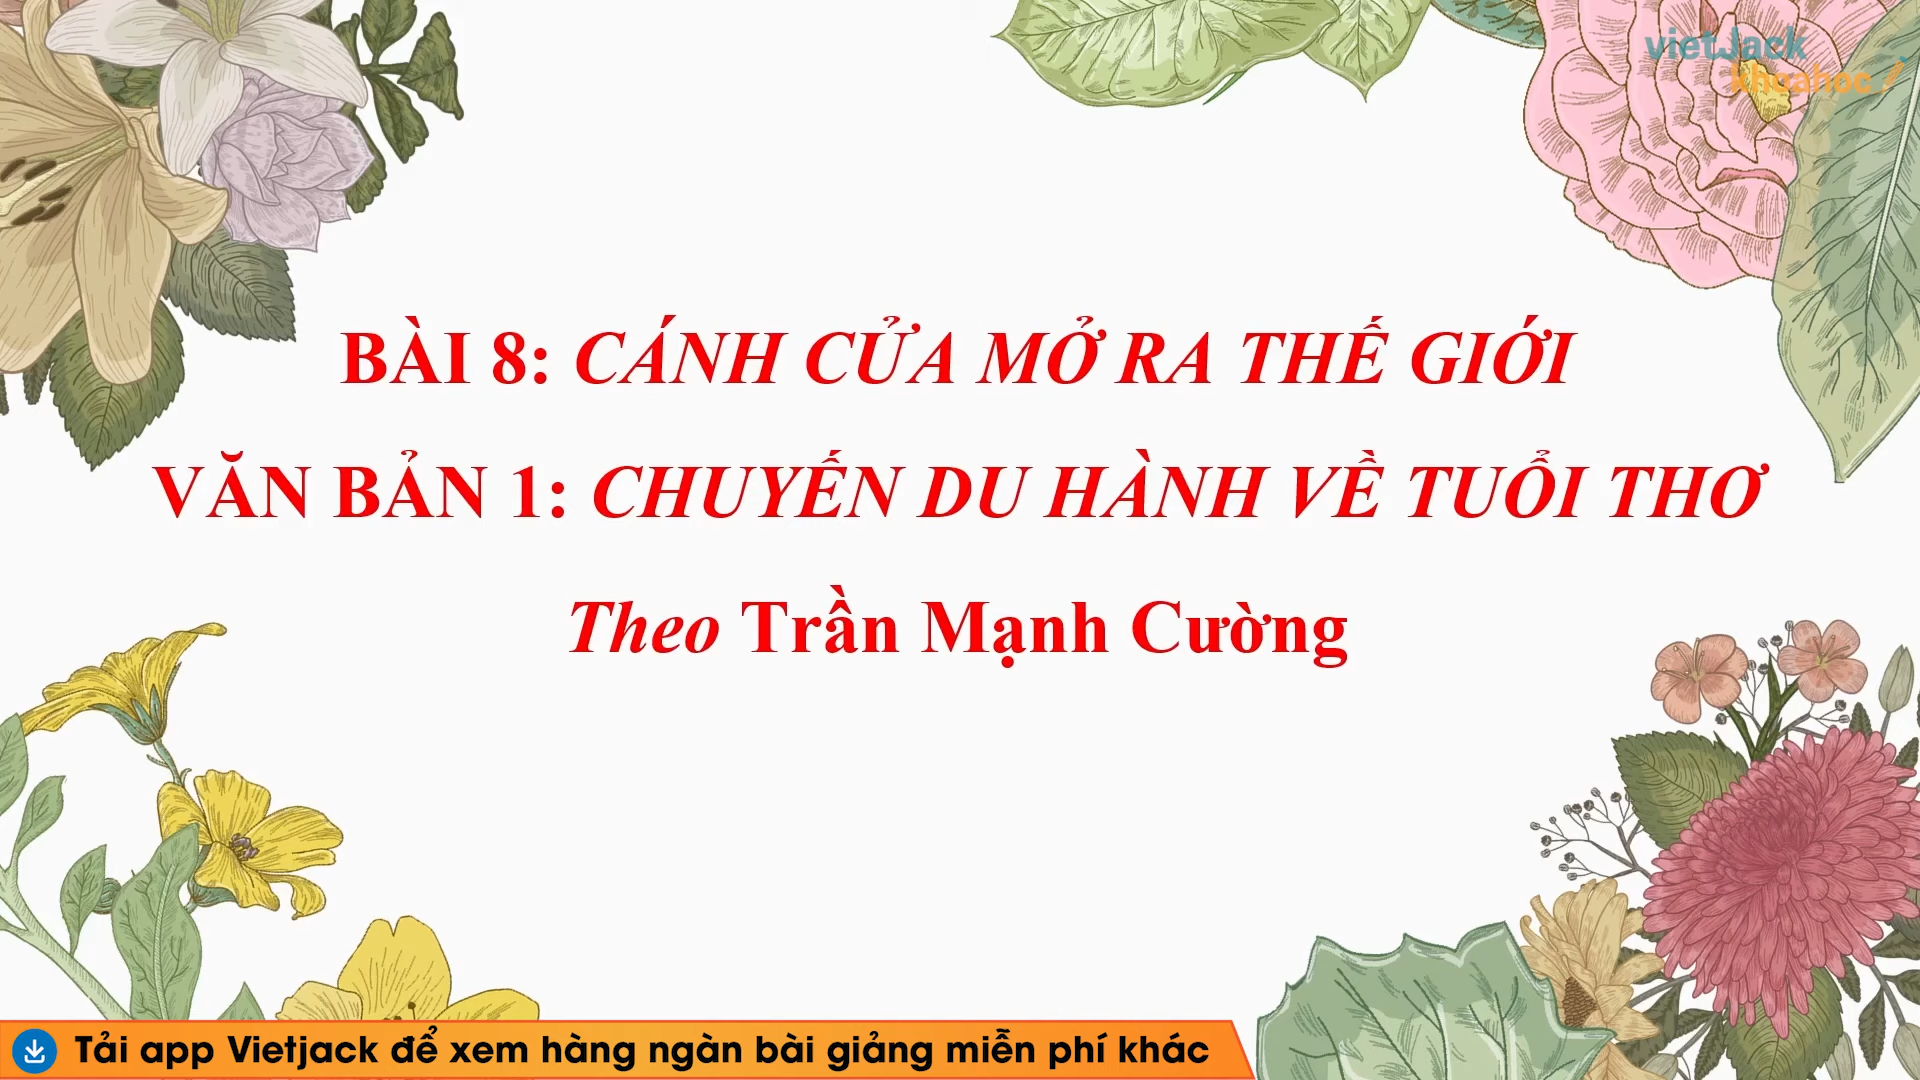 vietJack
khoahoc
BÀI 8: CÁNH CỬA MỞ RA THẾ GIỚI
VĂN BẢN 1: CHUYẾN DU HÀNH VỀ TUỔI THƠ
Theo Trần Mạnh Cường
Tải app Vietjack để xem hàng ngàn bài giảng miễn phí khác